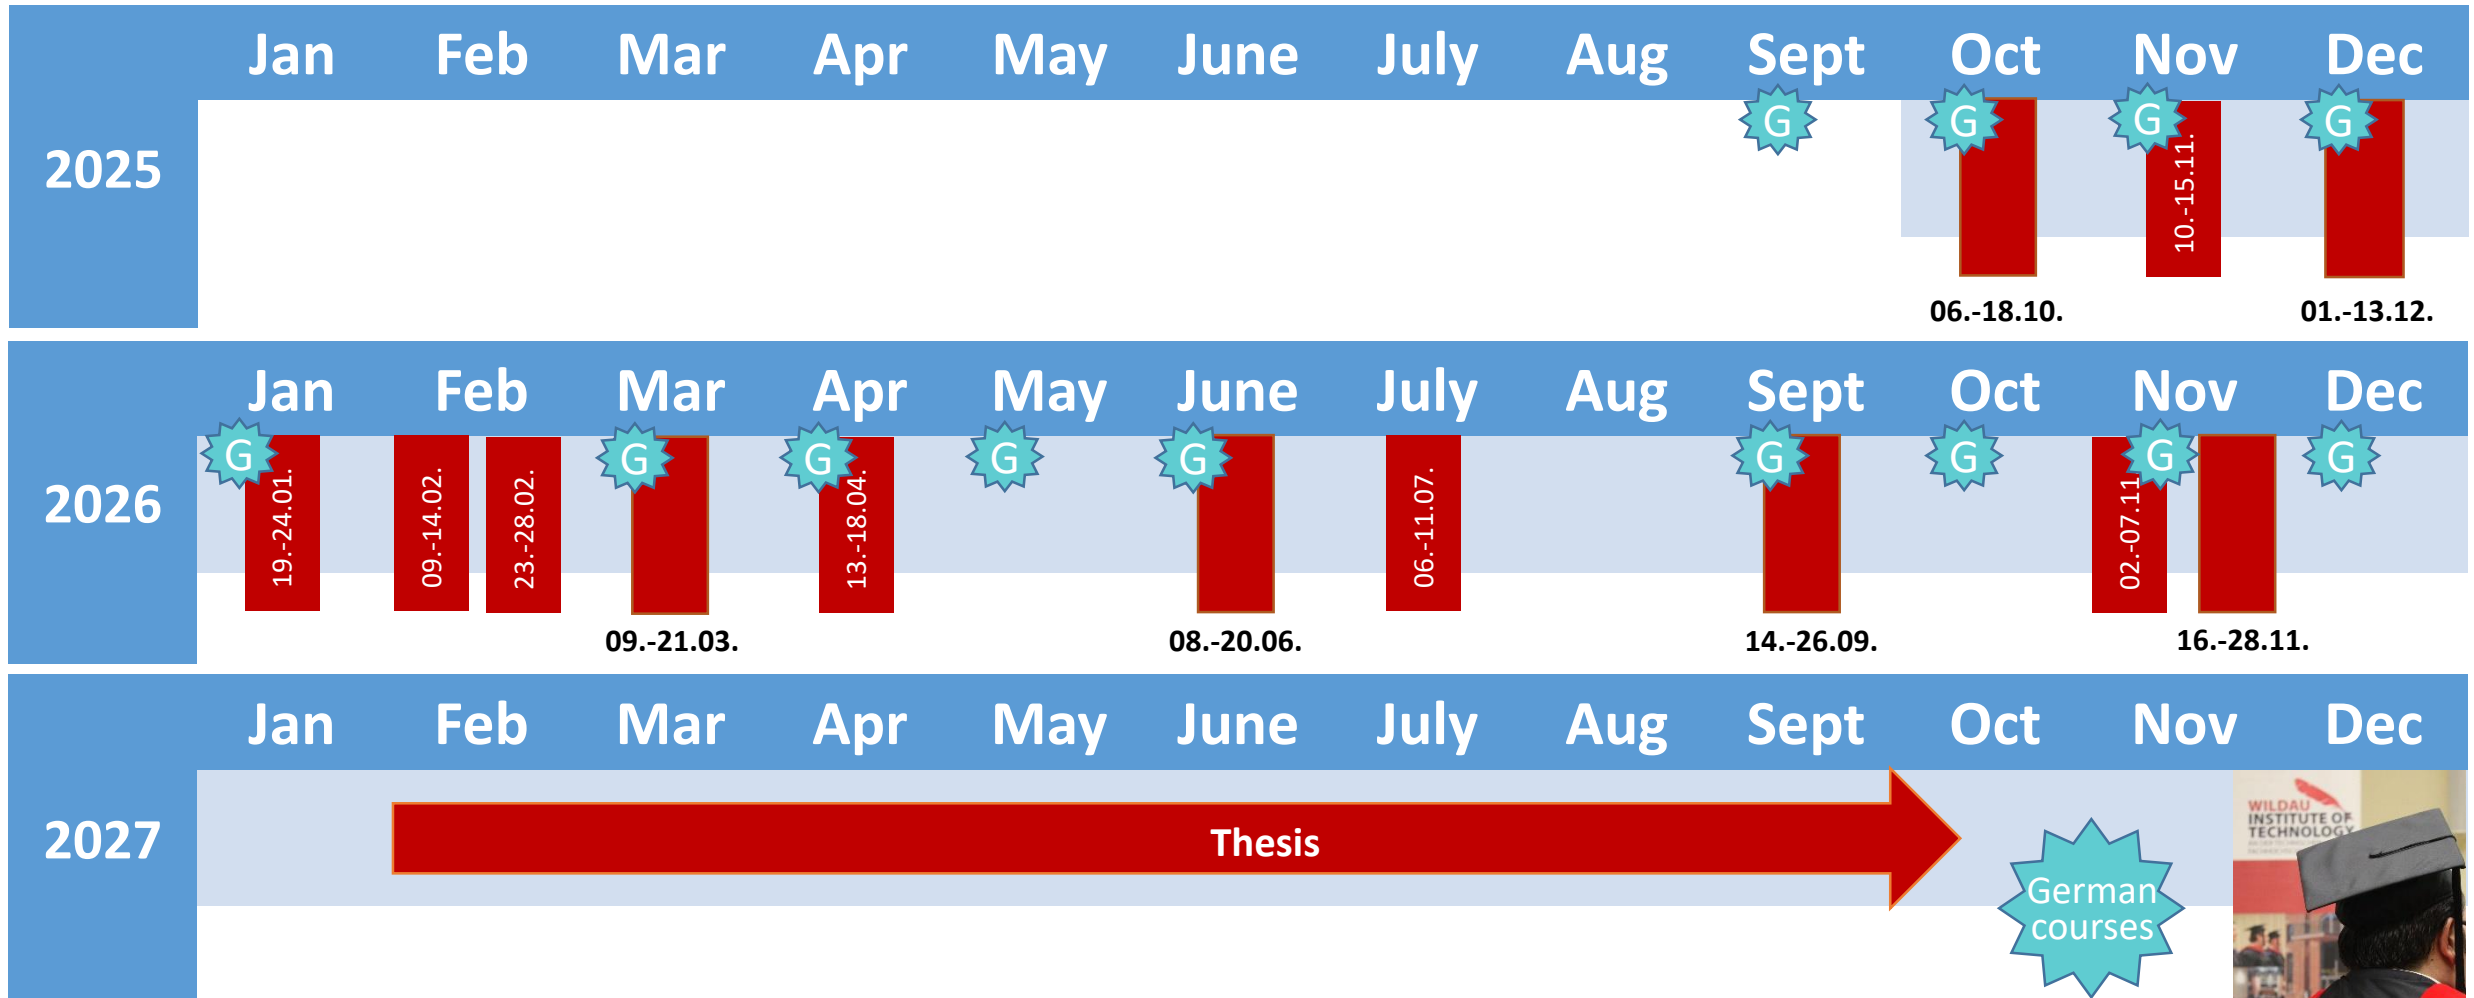 Jan Feb Mar Apr May June July Aug Sept Oct Nov Dec
2025
G G G G
10.-15.11.
06.-18.10. 01.-13.12.
Jan Feb Mar Apr May June July Aug Sept Oct Nov Dec
2026
G G G G G G G G G
19.-24.01. 09.-14.02. 23.-28.02. 13.-18.04. 06.-11.07. 02.-07.11
09.-21.03. 08.-20.06. 14.-26.09. 16.-28.11.
Jan Feb Mar Apr May June July Aug Sept Oct Nov Dec
2027
Thesis
German
courses
WILDAU
INSTITUTE OF
TECHNOLOGY